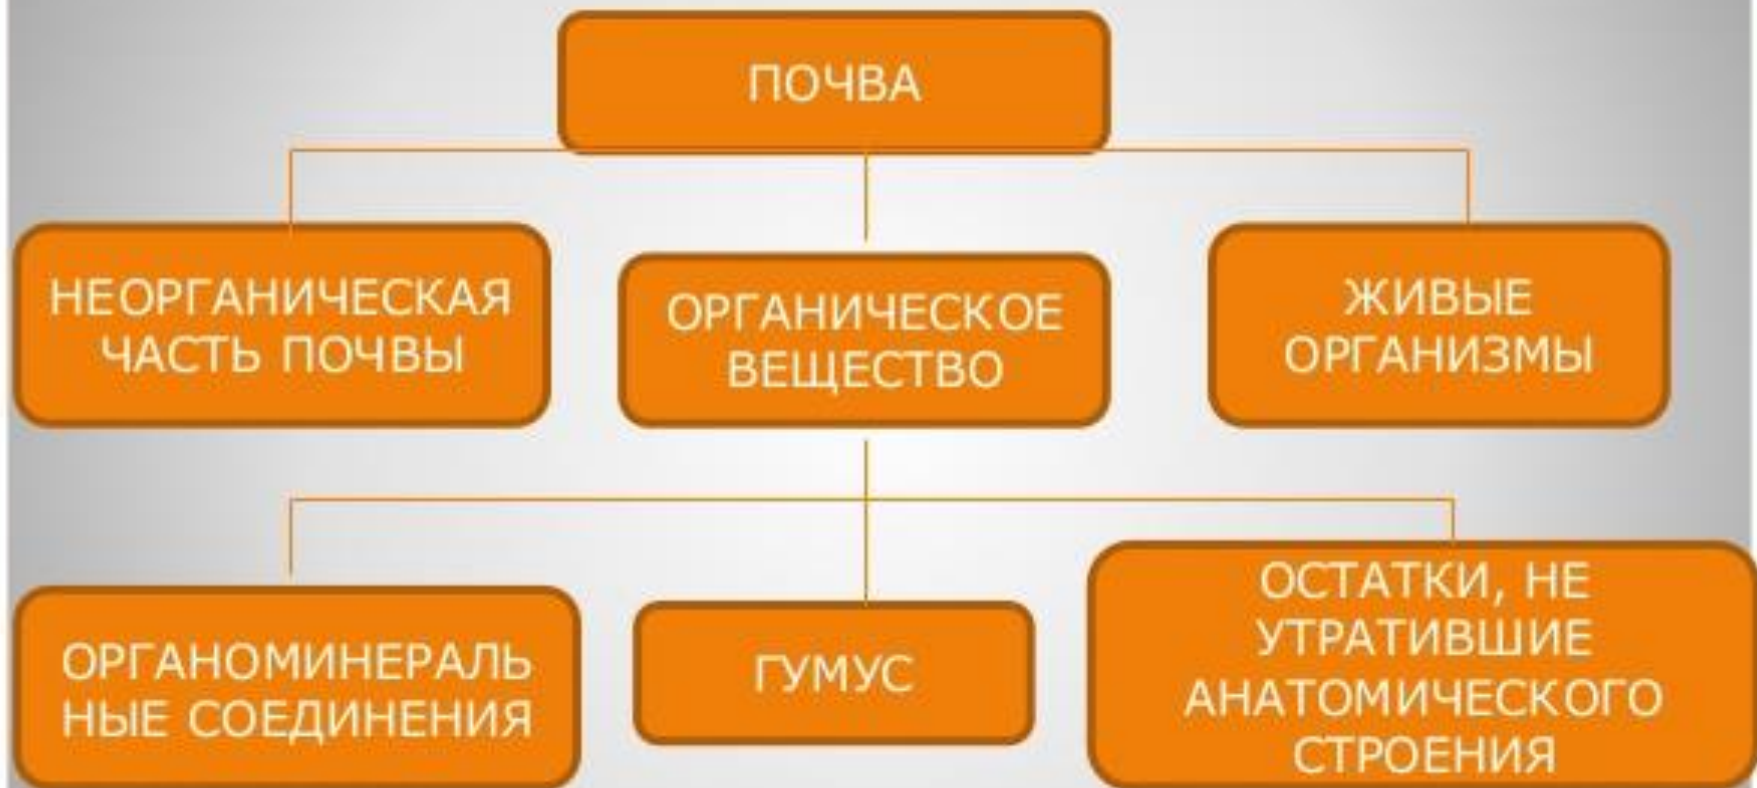 ПОЧВА
НЕОРГАНИЧЕСКАЯ
ЧАСТЬ ПОЧВЫ
ОРГАНИЧЕСКОЕ
ВЕЩЕСТВО
ЖИВЫЕ
ОРГАНИЗМЫ
ОРГАНОМИНЕРАЛЬ
НЫЕ СОЕДИНЕНИЯ
ГУМУС
ОСТАТКИ, НЕ
УТРАТИВШИЕ
АНАТОМИЧЕСКОГО
СТРОЕНИЯ